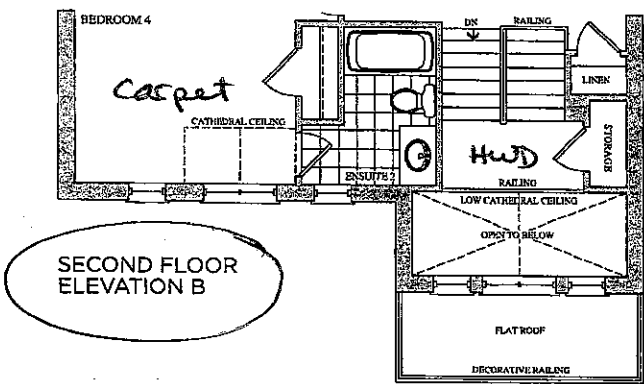 BEDROOM 4
DN
RAILING
LINEN
Carpet
CATHEDRAL CEILING
STORAGE
HWD
ENSUITE 2
RAILING
LOW CATHEDRAL CEILING
OPEN TO BELOW
SECOND FLOOR
ELEVATION B
FLAT ROOF
DECORATIVE RAILING